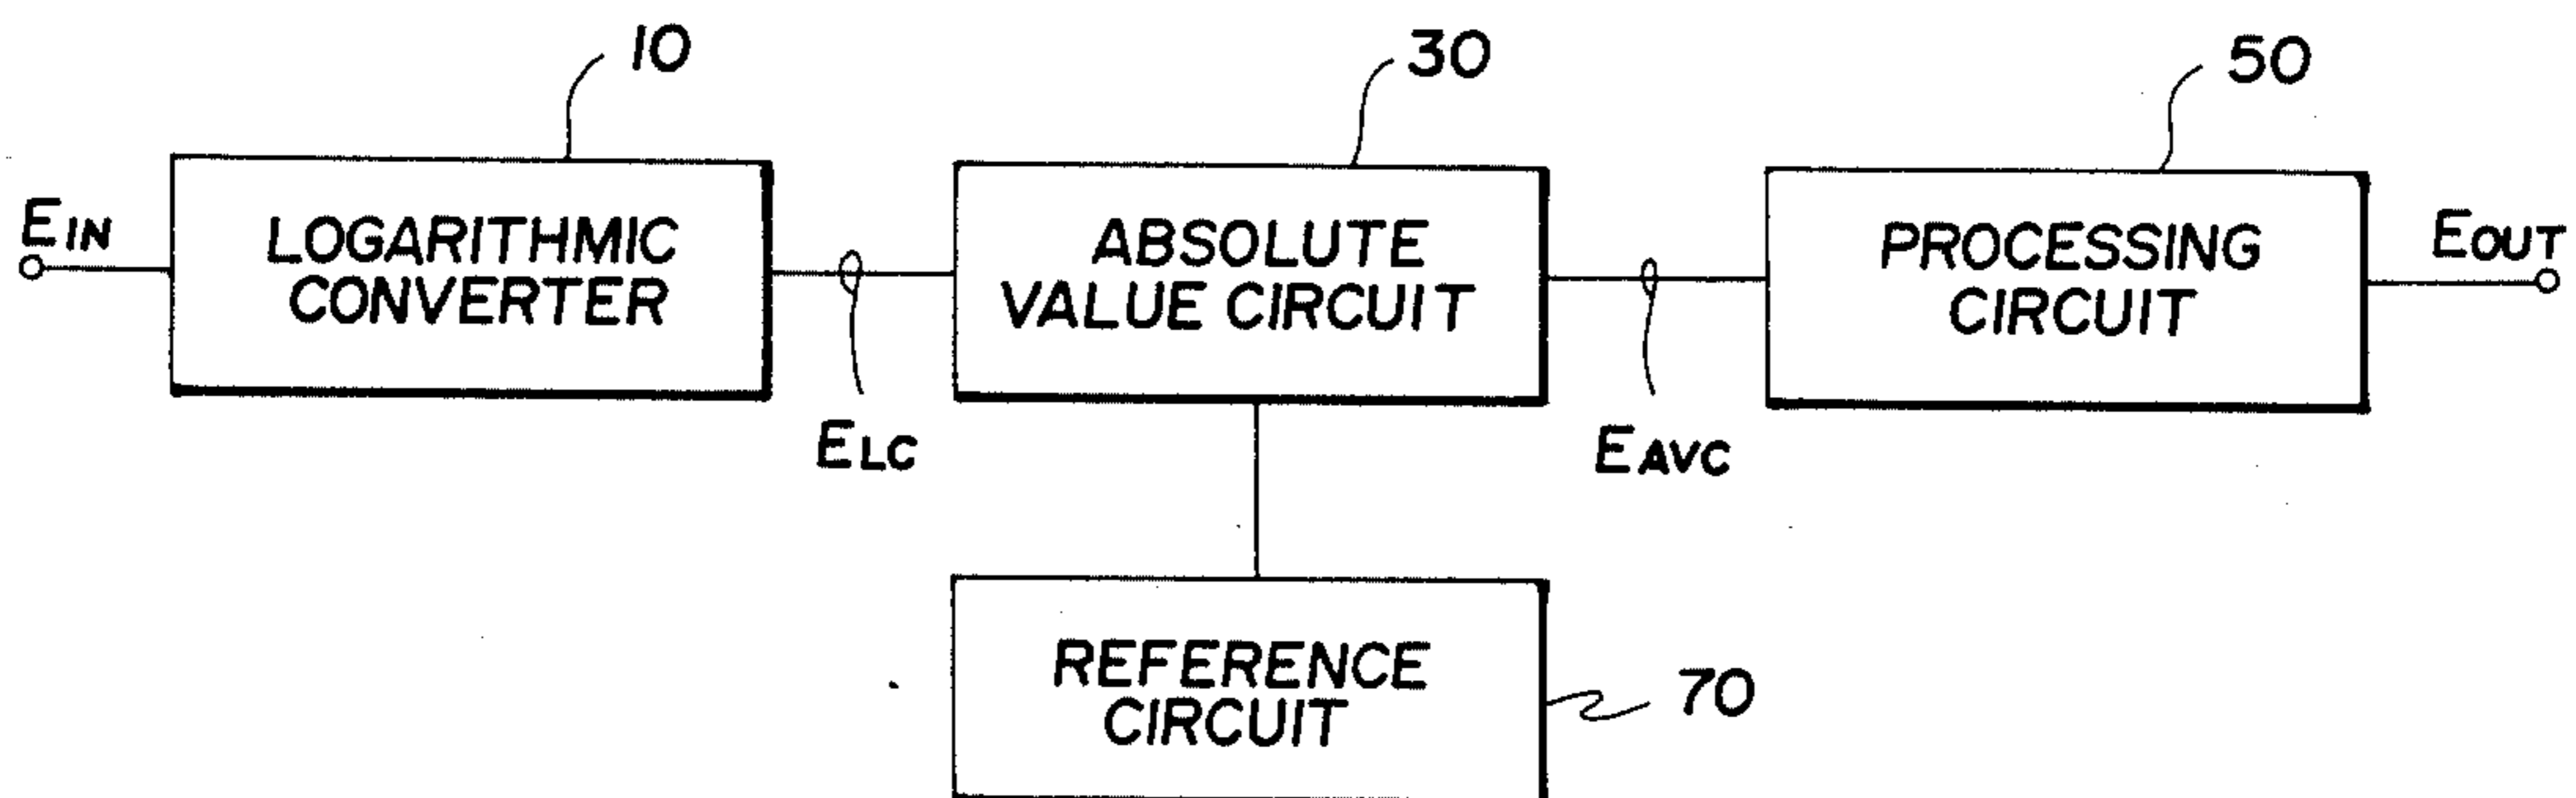 10
30
50
EIN
LOGARITHMIC
CONVERTER
ABSOLUTE
VALUE CIRCUIT
PROCESSING
CIRCUIT
EOUT
ELC
EAVC
REFERENCE
CIRCUIT
70